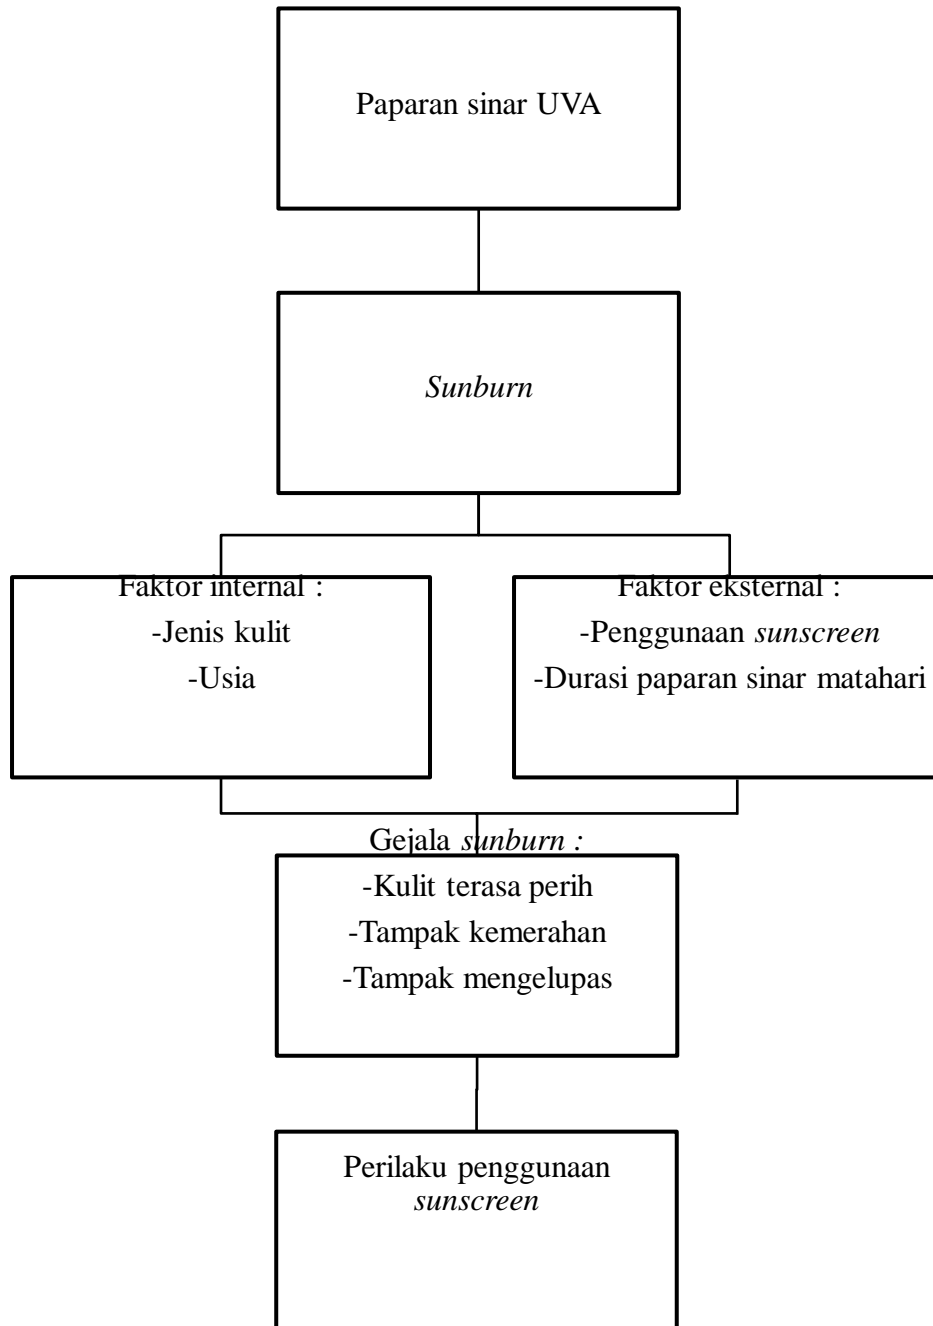 Paparan sinar UVA
Sunburn
Faktor internal :
-Jenis kulit
-Usia
Faktor eksternal :
-Penggunaan sunscreen
-Durasi paparan sinar matahari
Gejala sunburn :
-Kulit terasa perih
-Tampak kemerahan
-Tampak mengelupas
Perilaku penggunaan
sunscreen